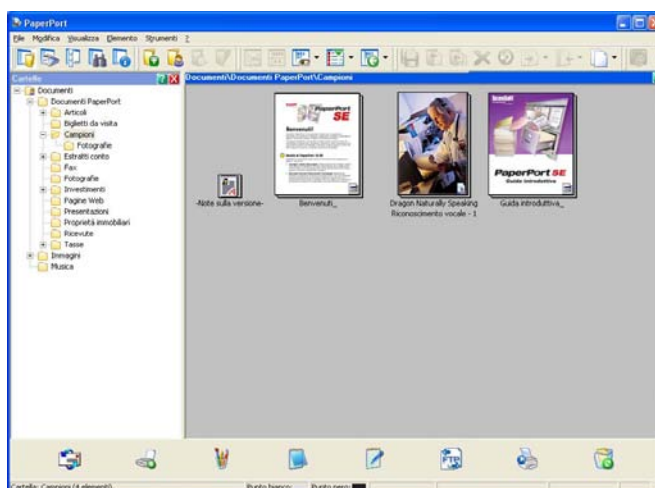 PaperPort
File Modifica Visualizza Elemento Strumenti ?
Cartelle
Documenti\Documenti PaperPort\Campioni
Documenti
Documenti PaperPort
Articoli
Biglietti da visita
Campioni
Fotografie
Estratti conto
Fax
Fotografie
Investimenti
Pagine Web
Presentazioni
Proprietà immobiliari
Ricevute
Tasse
Immagini
Musica
PaperPort
SE
Benvenuti!
PaperPort SE
Guida introduttiva
-Note sulla versione-
Benvenuti_
Dragon Naturally Speaking
Riconoscimento vocale - 1
Guida introduttiva_
FTP
Cartella: Campioni (4 elementi)
Punto bianco:
Punto nero: